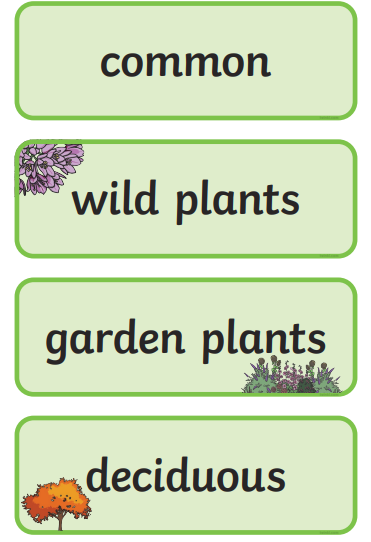 common
wild plants
garden plants
deciduous